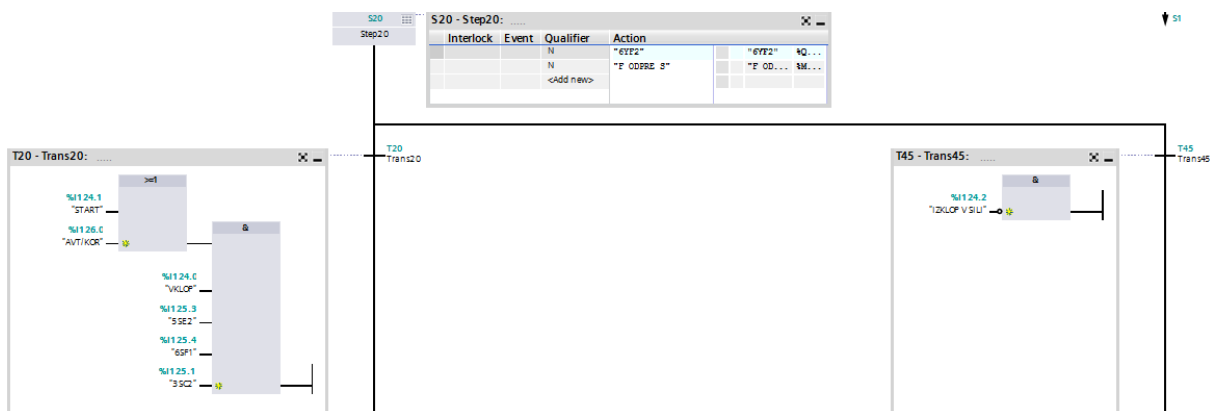 S20
Step20
S20 - Step20: .....
Interlock Event Qualifier Action
N "6YF2" "6YF2" %Q...
N "F ODPRE S" "F OD... %M...
<Add new>
S1
T20 - Trans20: .....
T20
Trans20
>=1
%I124.1
"START"
%I126.0
"AVT/KOR"
&
%I124.0
"VKLOP"
%I125.3
"5SE2"
%I125.4
"6SF1"
%I125.1
"3SC2"
T45 - Trans45: .....
T45
Trans45
&
%I124.2
"IZKLOP V SILI"